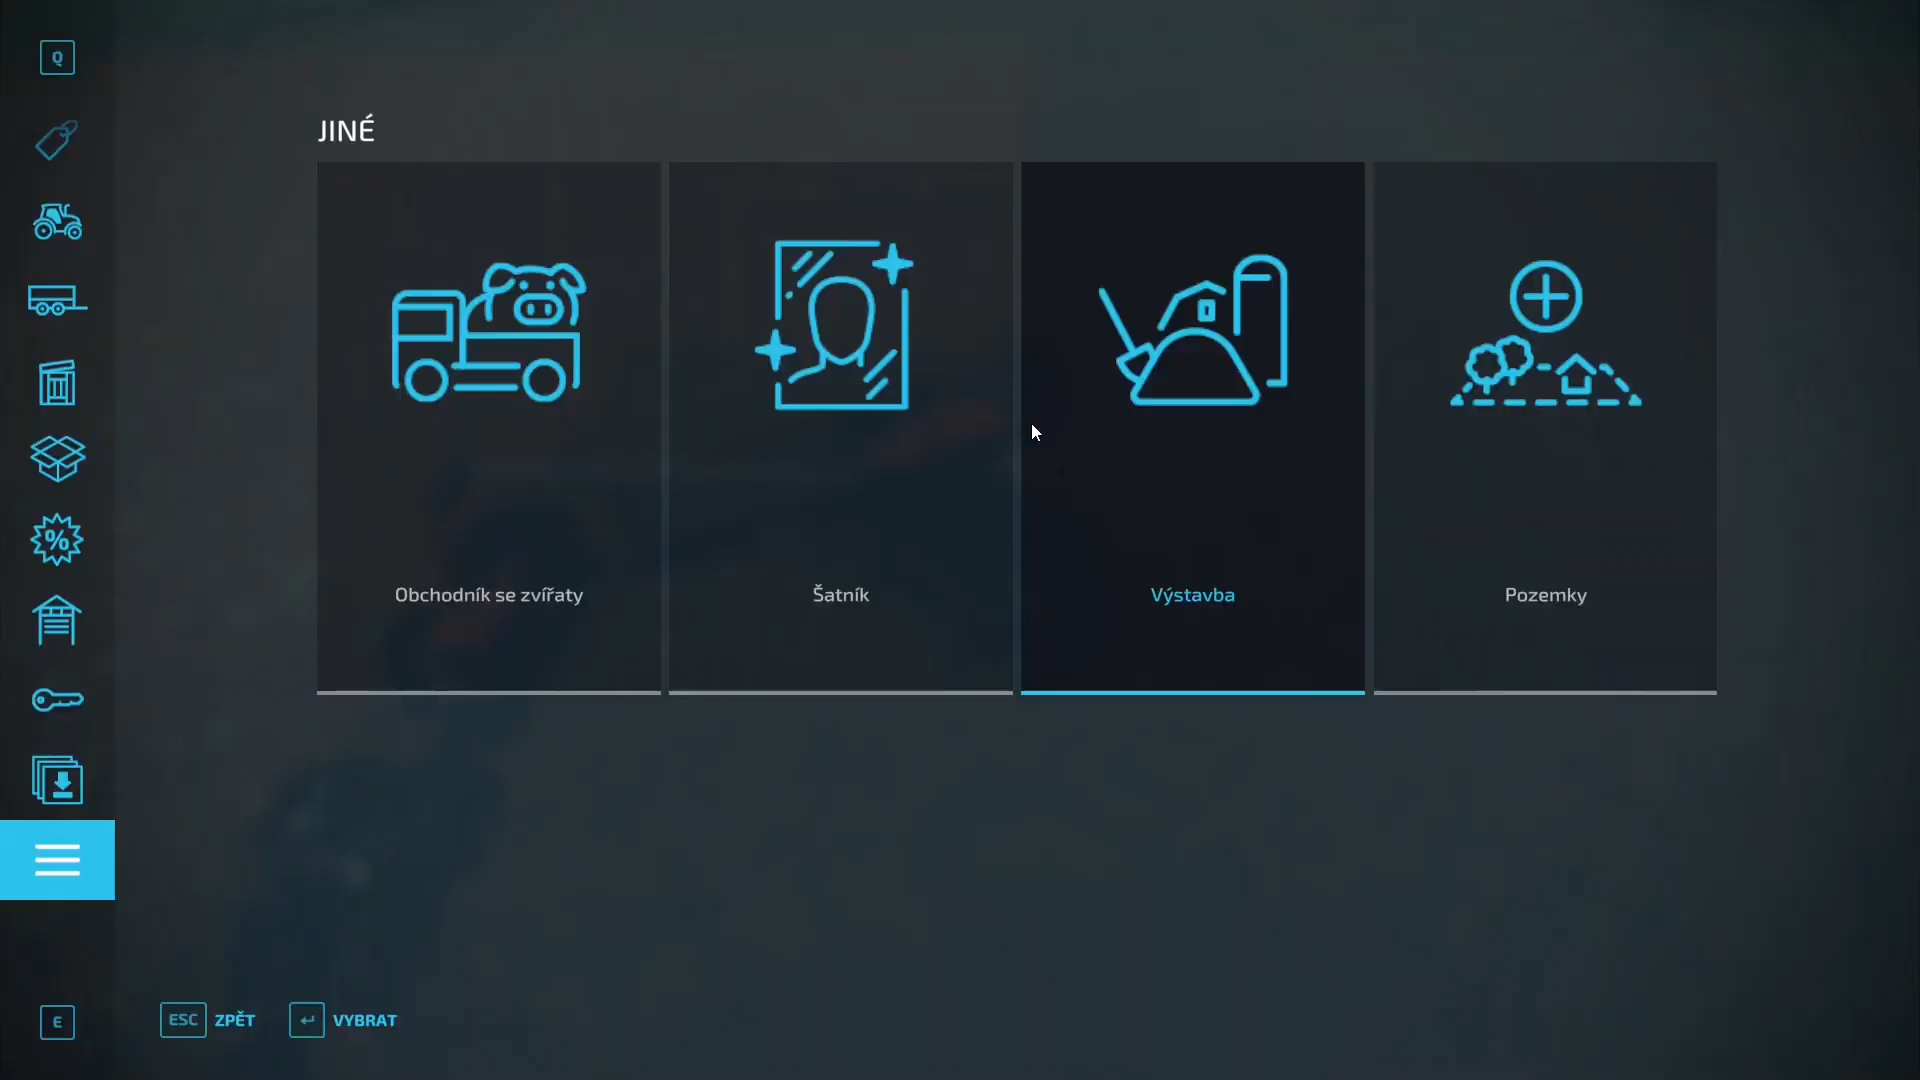 Q
JINÉ
%
Obchodník se zvířaty
Šatník
Výstavba
Pozemky
E
ESC ZPĚT
VYBRAT